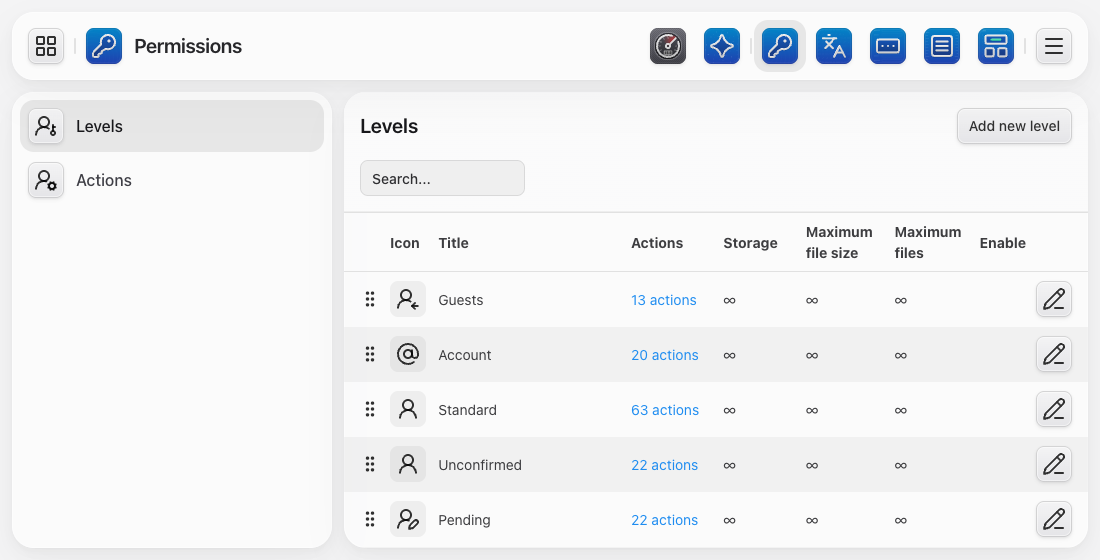 Permissions
Levels
Actions
Levels
Add new level
Search...
Icon Title Actions Storage Maximum file size Maximum files Enable
Guests 13 actions ∞ ∞ ∞
Account 20 actions ∞ ∞ ∞
Standard 63 actions ∞ ∞ ∞
Unconfirmed 22 actions ∞ ∞ ∞
Pending 22 actions ∞ ∞ ∞